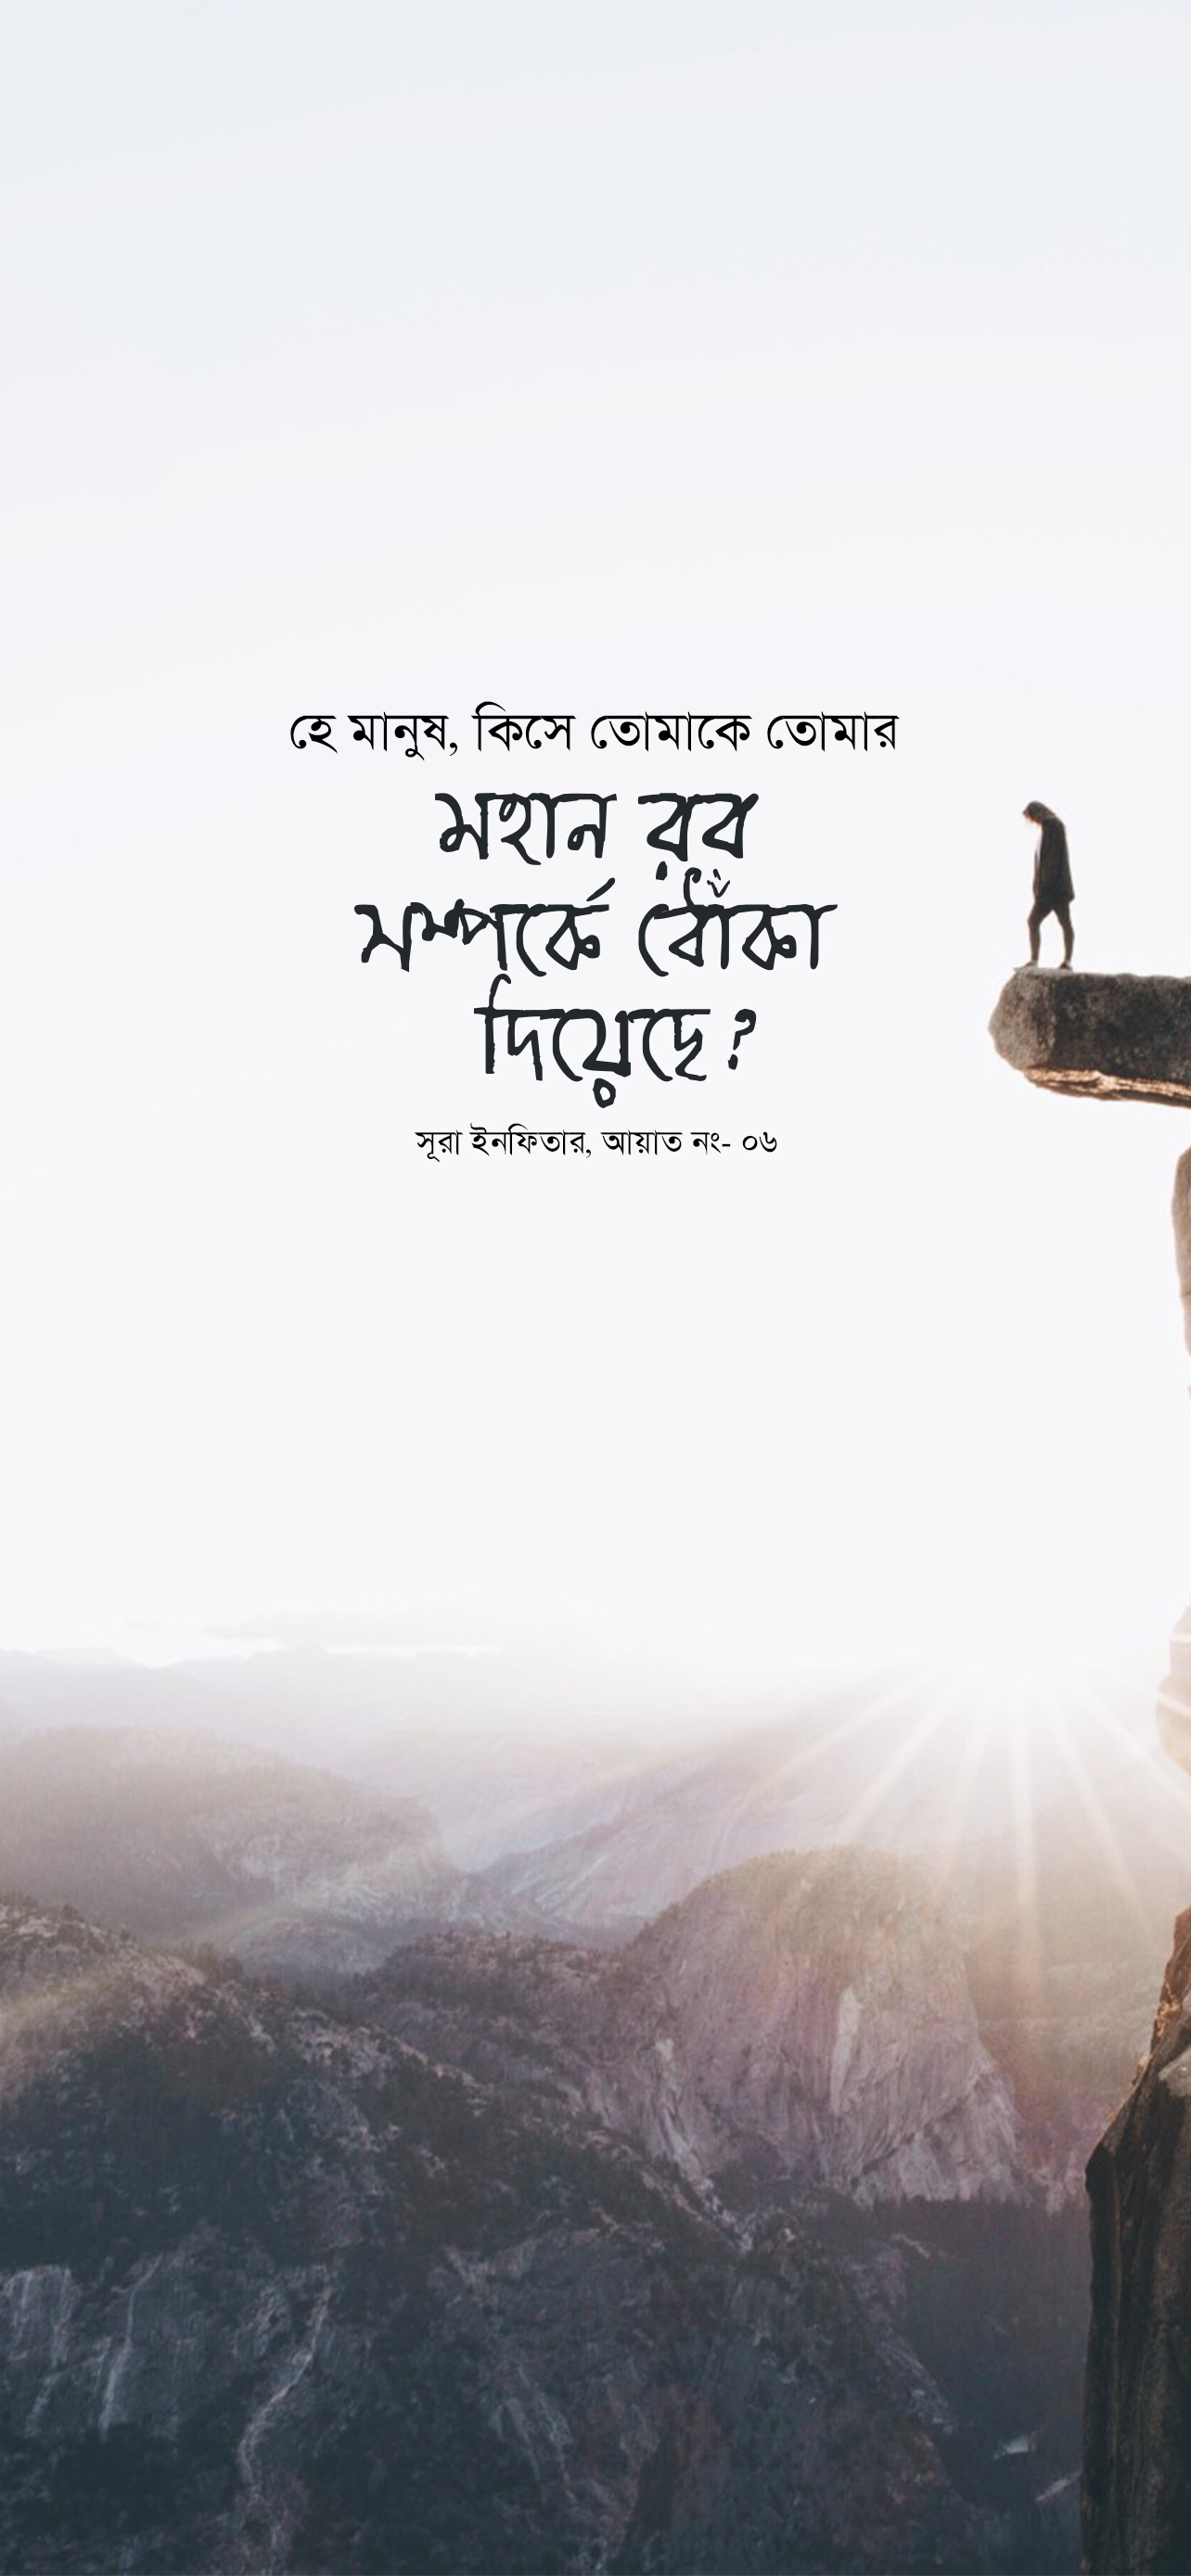 হে মানুষ, কিসে তোমাকে তোমার
মহান রব
সম্পর্কে ধোঁকা
দিয়েছে?
সূরা ইনফিতার, আয়াত নং- ০৬